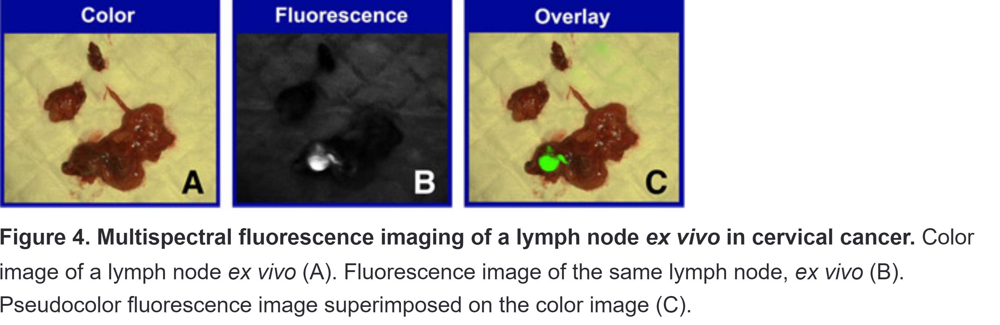 Color Fluorescence Overlay
A B C
Figure 4. Multispectral fluorescence imaging of a lymph node ex vivo in cervical cancer. Color
image of a lymph node ex vivo (A). Fluorescence image of the same lymph node, ex vivo (B).
Pseudocolor fluorescence image superimposed on the color image (C).